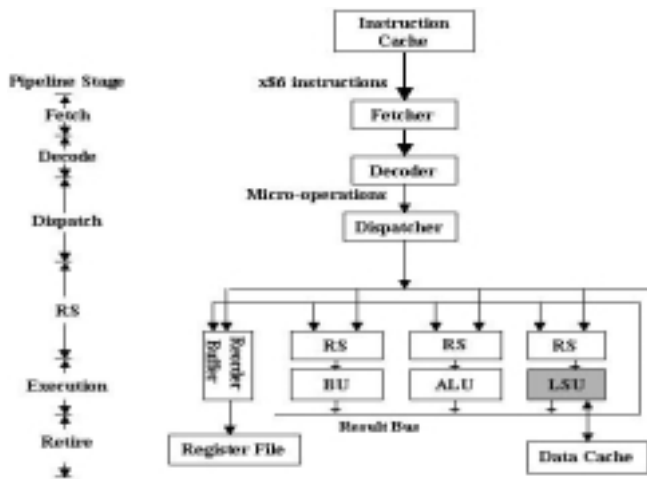 Instruction
Cache
Pipeline Stage
x86 instructions
Fetch
Fetcher
Decode
Decoder
Micro-operations
Dispatch
Dispatcher
RS
Reorder
Buffer
RS
RS
RS
Execution
BU
ALU
LSU
Result Bus
Retire
Register File
Data Cache